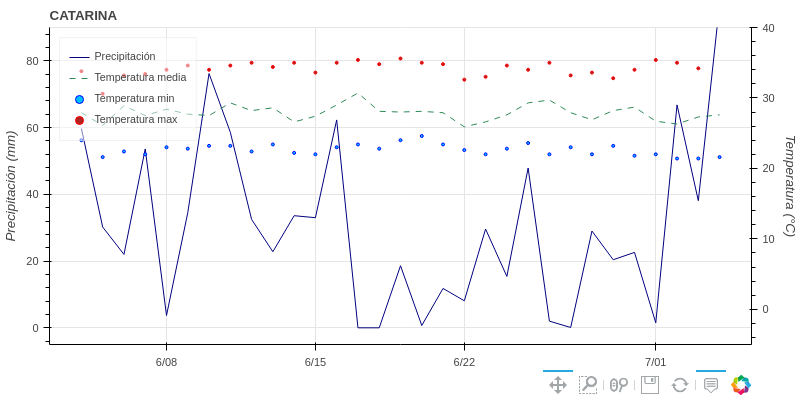 CATARINA
Precipitación
Temperatura media
Temperatura min
Temperatura max
Precipitación (mm)
80
60
40
20
0
Temperatura (°C)
40
30
20
10
0
6/08
6/15
6/22
7/01